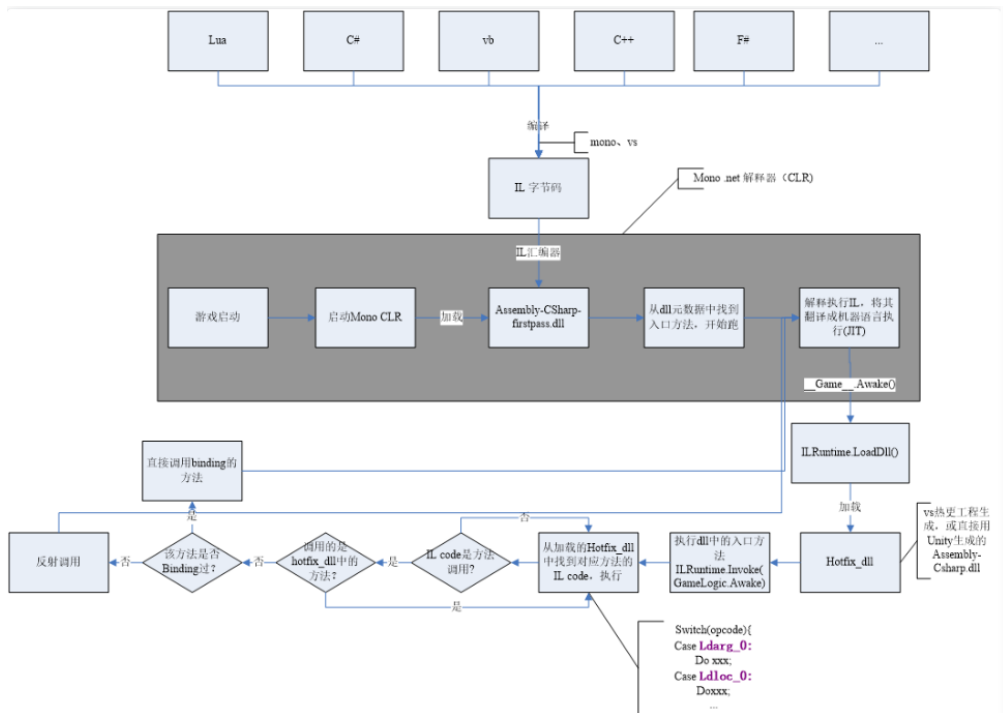 Lua
C#
vb
C++
F#
...
编译
mono、vs
IL 字节码
Mono .net 解释器（CLR)
IL汇编器
游戏启动
启动Mono CLR
加载
Assembly-CSharp-
firstpass.dll
从dll元数据中找到
入口方法，开始跑
解释执行IL，将其
翻译成机器语言执
行(JIT)
__Game__.Awake()
ILRuntime.LoadDll()
加载
vs热更工程生
成，或直接用
Unity生成的
Assembly-
Csharp.dll
Hotfix_dll
执行dll中的入口方
法
ILRuntime.Invoke(
GameLogic.Awake)
从加载的Hotfix_dll
中找到对应方法的
IL code，执行
否
IL code是方法
调用？
是
调用的是
hotfix_dll中的
方法？
是
否
该方法是否
Binding过？
是
直接调用binding的
方法
否
反射调用
Switch(opcode){
Case Ldarg_0:
Do xxx;
Case Ldloc_0:
Doxxx;
...